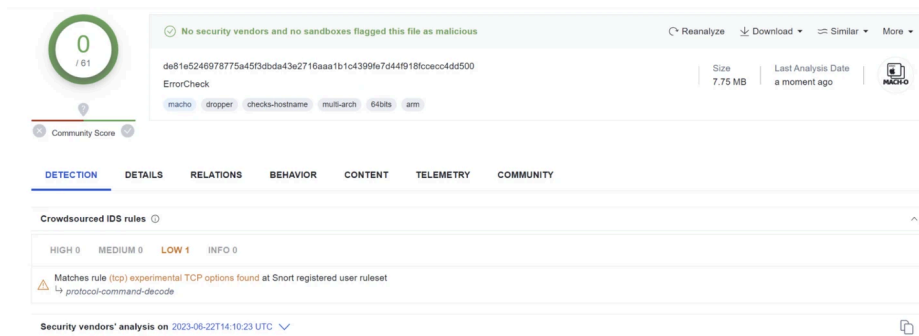 0
/ 61
Community Score
No security vendors and no sandboxes flagged this file as malicious
Reanalyze Download Similar More
de81e5246978775a45f3dbda43e2716aaa1b1c4399fe7d44f918fccecc4dd500
ErrorCheck
macho dropper checks-hostname multi-arch 64bits arm
Size
7.75 MB
Last Analysis Date
a moment ago
MACH-O
DETECTION DETAILS RELATIONS BEHAVIOR CONTENT TELEMETRY COMMUNITY
Crowdsourced IDS rules
HIGH 0 MEDIUM 0 LOW 1 INFO 0
Matches rule (tcp) experimental TCP options found at Snort registered user ruleset
↳ protocol-command-decode
Security vendors' analysis on 2023-06-22T14:10:23 UTC